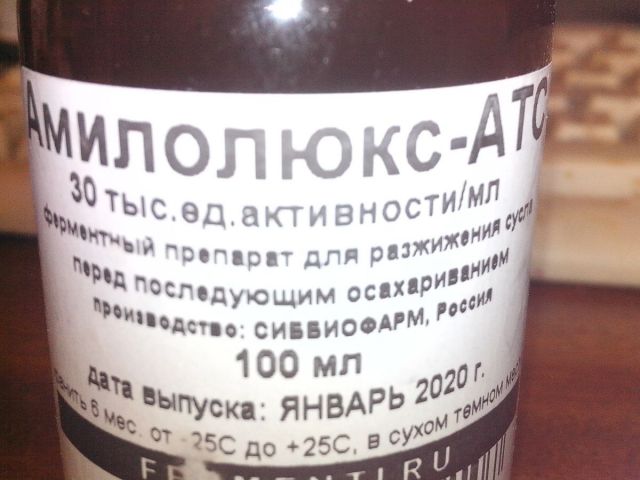 Амилолюкс-АТС
30 тыс.ед.активности/мл
ферментный препарат для разжижения сусла
перед последующим осахариванием
производство: СИББИОФАРМ, Россия
100 мл
дата выпуска: ЯНВАРЬ 2020 г.
6 мес. от -25С до +25С, в сухом темном